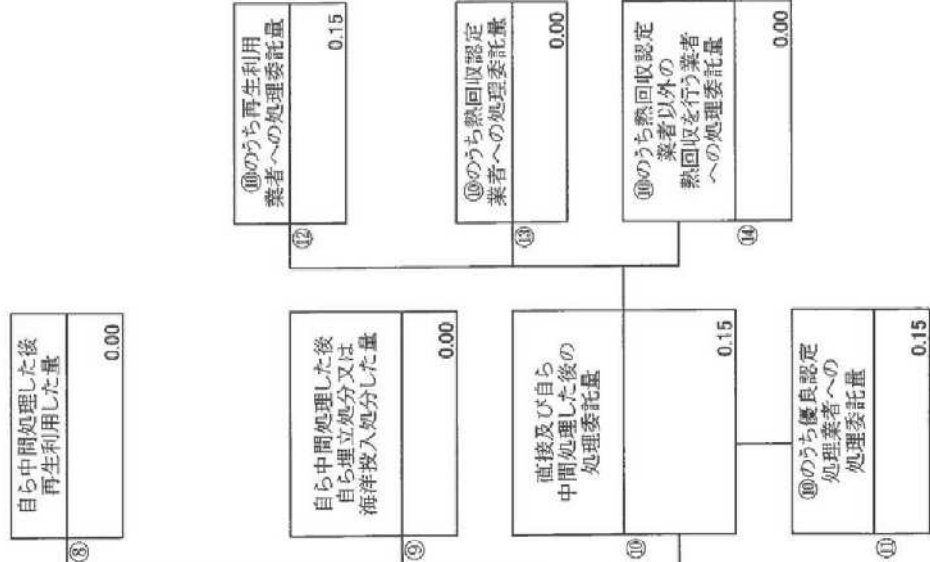 ⑧
自ら中間処理した後
再生利用した量
0.00
⑨
自ら中間処理した後
自ら埋立処分又は
海洋投入処分した量
0.00
⑩
直接及び自ら
中間処理した後の
処理委託量
0.15
⑪
⑩のうち優良認定
処理業者への
処理委託量
0.15
⑫
⑩のうち再生利用
業者への処理委託量
0.15
⑬
⑩のうち熱回収認定
業者への処理委託量
0.00
⑭
⑩のうち熱回収認定
業者以外の
熱回収を行う業者
への処理委託量
0.00